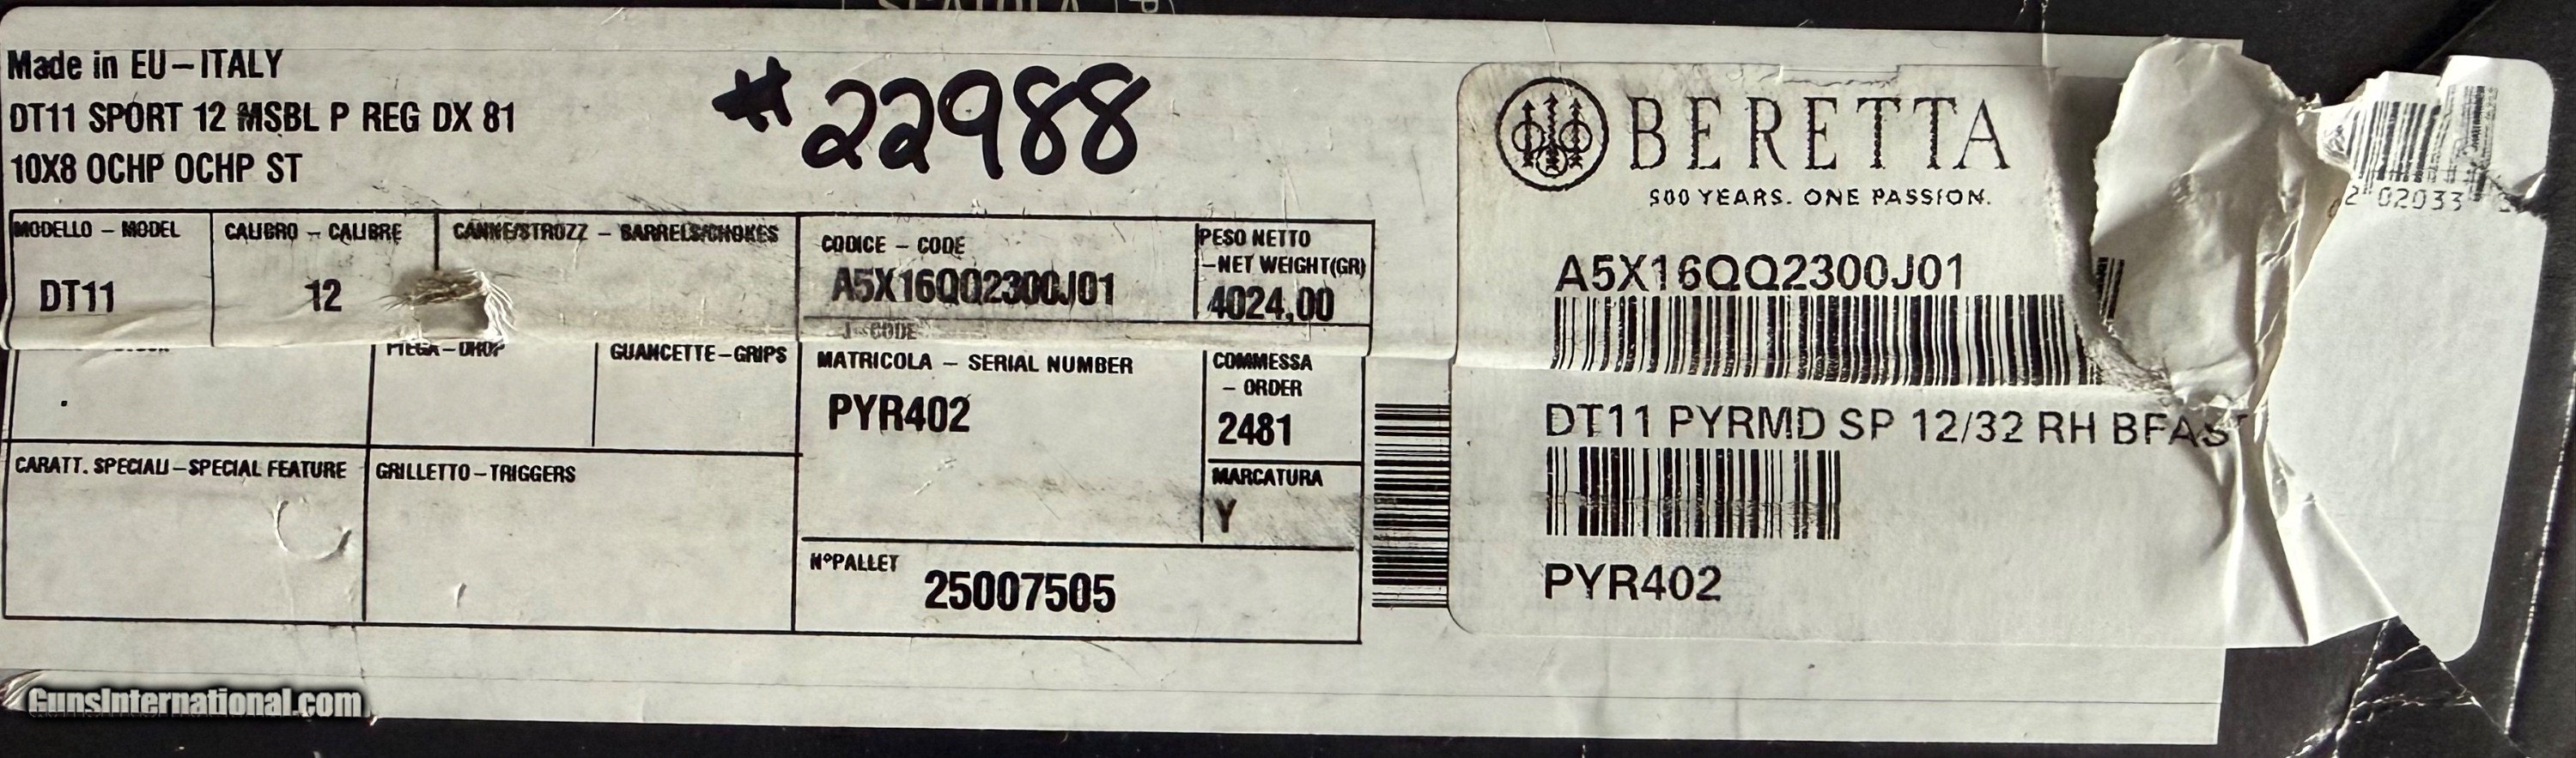 Made in EU-ITALY
DT11 SPORT 12 MSBL P REG DX 81
10X8 OCHP OCHP ST
#22988
MODELLO - MODEL
DT11
CALIBRO - CALIBRE
12
CANNE/STROZZ - BARRELS/CHOKES
CODICE - CODE
A5X16QQ2300J01
PESO NETTO
-NET WEIGHT(GR)
4024,00
J-CODE
PIEGA-DROP
GUANCETTE-GRIPS
MATRICOLA - SERIAL NUMBER
PYR402
COMMESSA
- ORDER
2481
MARCATURA
Y
CARATT. SPECIALI-SPECIAL FEATURE
GRILLETTO-TRIGGERS
N°PALLET
25007505
BERETTA
500 YEARS. ONE PASSION.
A5X16QQ2300J01
DT11 PYRMD SP 12/32 RH BFAST
PYR402
02033
GunsInternational.com